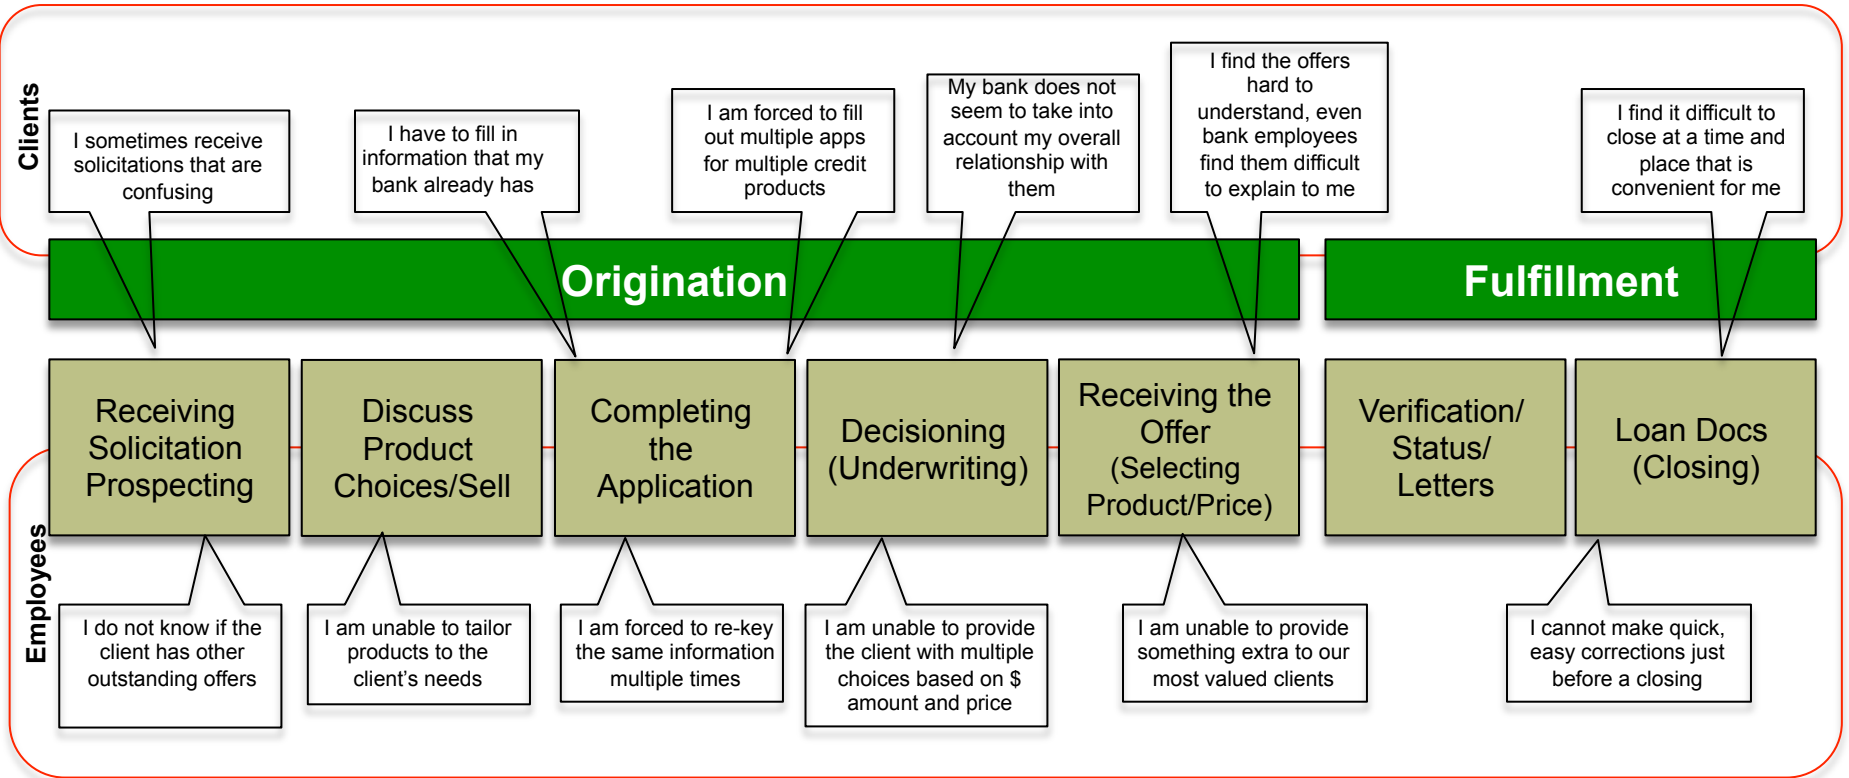 Clients
I sometimes receive
solicitations that are
confusing
I have to fill in
information that my
bank already has
I am forced to fill
out multiple apps
for multiple credit
products
My bank does not
seem to take into
account my overall
relationship with
them
I find the offers
hard to
understand, even
bank employees
find them difficult
to explain to me
I find it difficult to
close at a time and
place that is
convenient for me
Origination
Fulfillment
Receiving
Solicitation
Prospecting
Discuss
Product
Choices/Sell
Completing
the
Application
Decisioning
(Underwriting)
Receiving the
Offer
(Selecting
Product/Price)
Verification/
Status/
Letters
Loan Docs
(Closing)
Employees
I do not know if the
client has other
outstanding offers
I am unable to tailor
products to the
client’s needs
I am forced to re-key
the same information
multiple times
I am unable to provide
the client with multiple
choices based on $
amount and price
I am unable to provide
something extra to our
most valued clients
I cannot make quick,
easy corrections just
before a closing